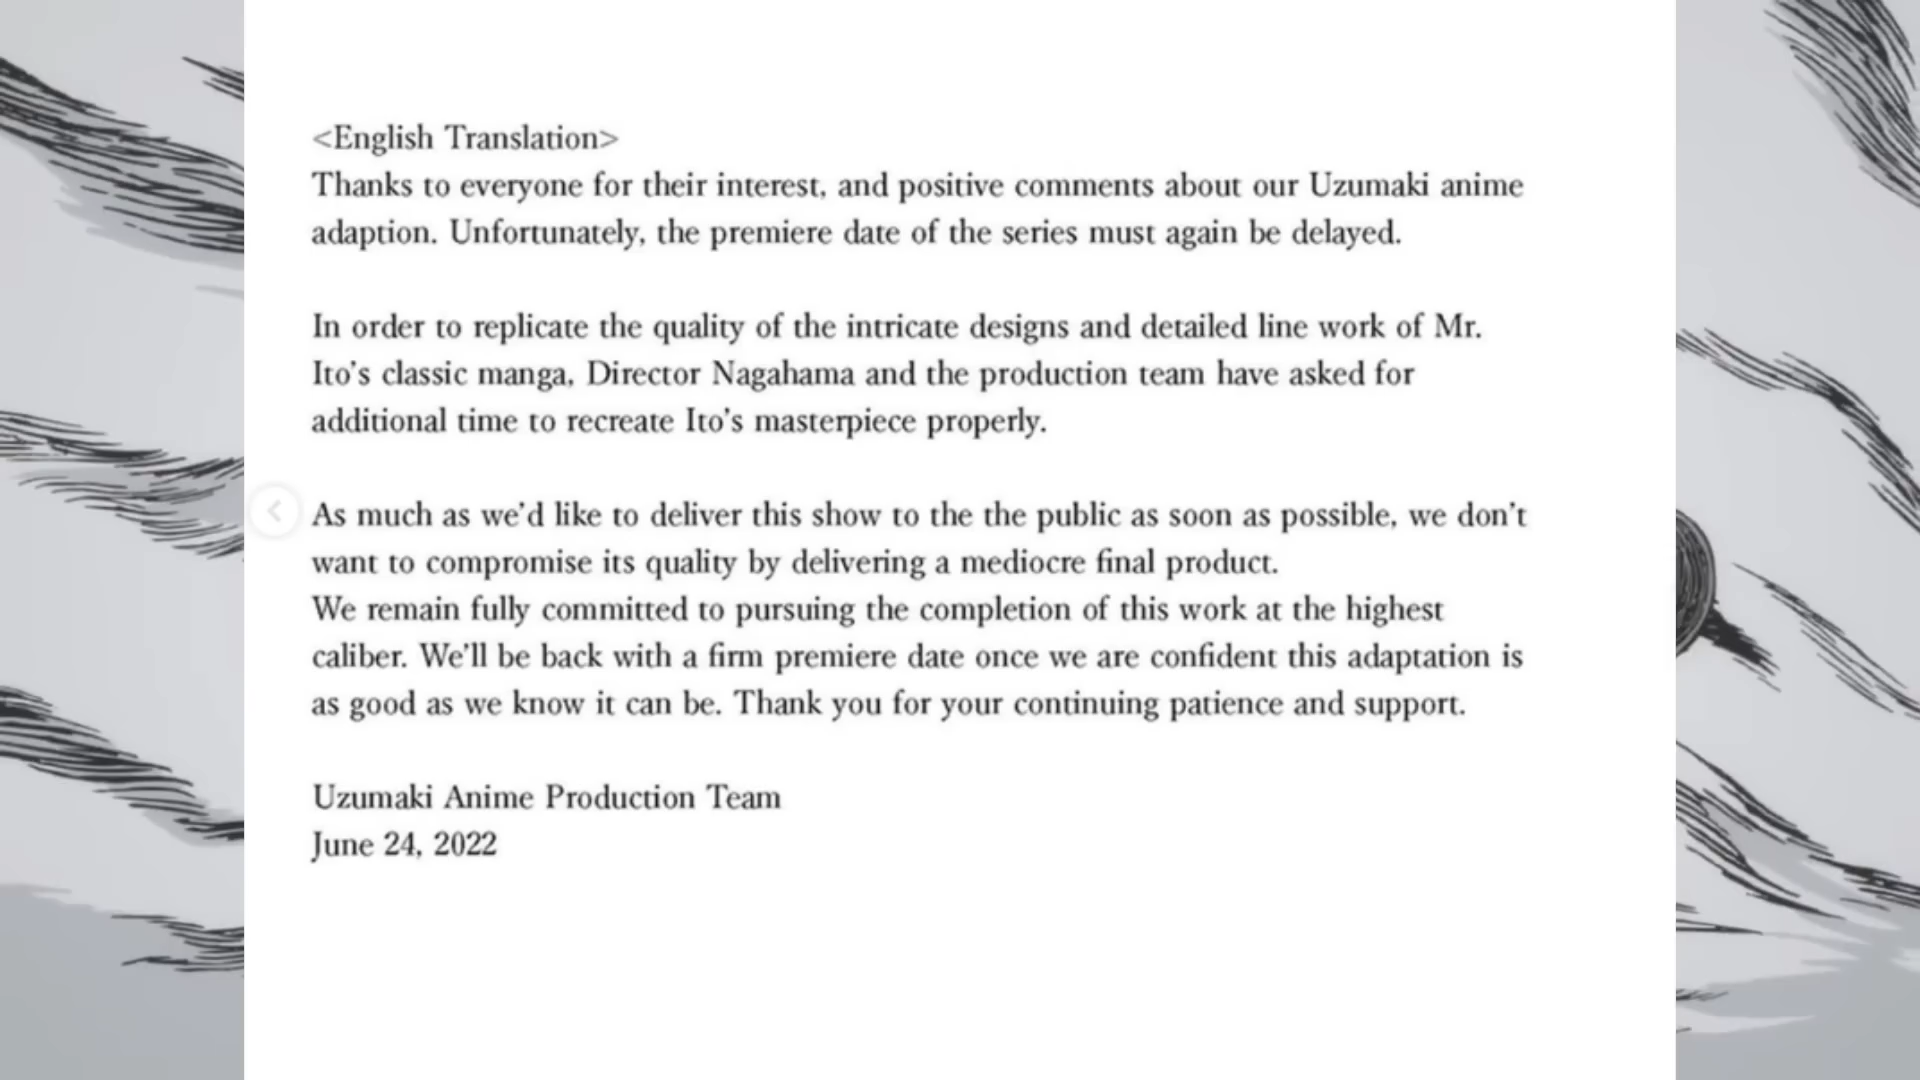 <English Translation>
Thanks to everyone for their interest, and positive comments about our Uzumaki anime
adaption. Unfortunately, the premiere date of the series must again be delayed.
In order to replicate the quality of the intricate designs and detailed line work of Mr.
Ito's classic manga, Director Nagahama and the production team have asked for
additional time to recreate Ito's masterpiece properly.
As much as we'd like to deliver this show to the the public as soon as possible, we don't
want to compromise its quality by delivering a mediocre final product.
We remain fully committed to pursuing the completion of this work at the highest
caliber. We'll be back with a firm premiere date once we are confident this adaptation is
as good as we know it can be. Thank you for your continuing patience and support.
Uzumaki Anime Production Team
June 24, 2022